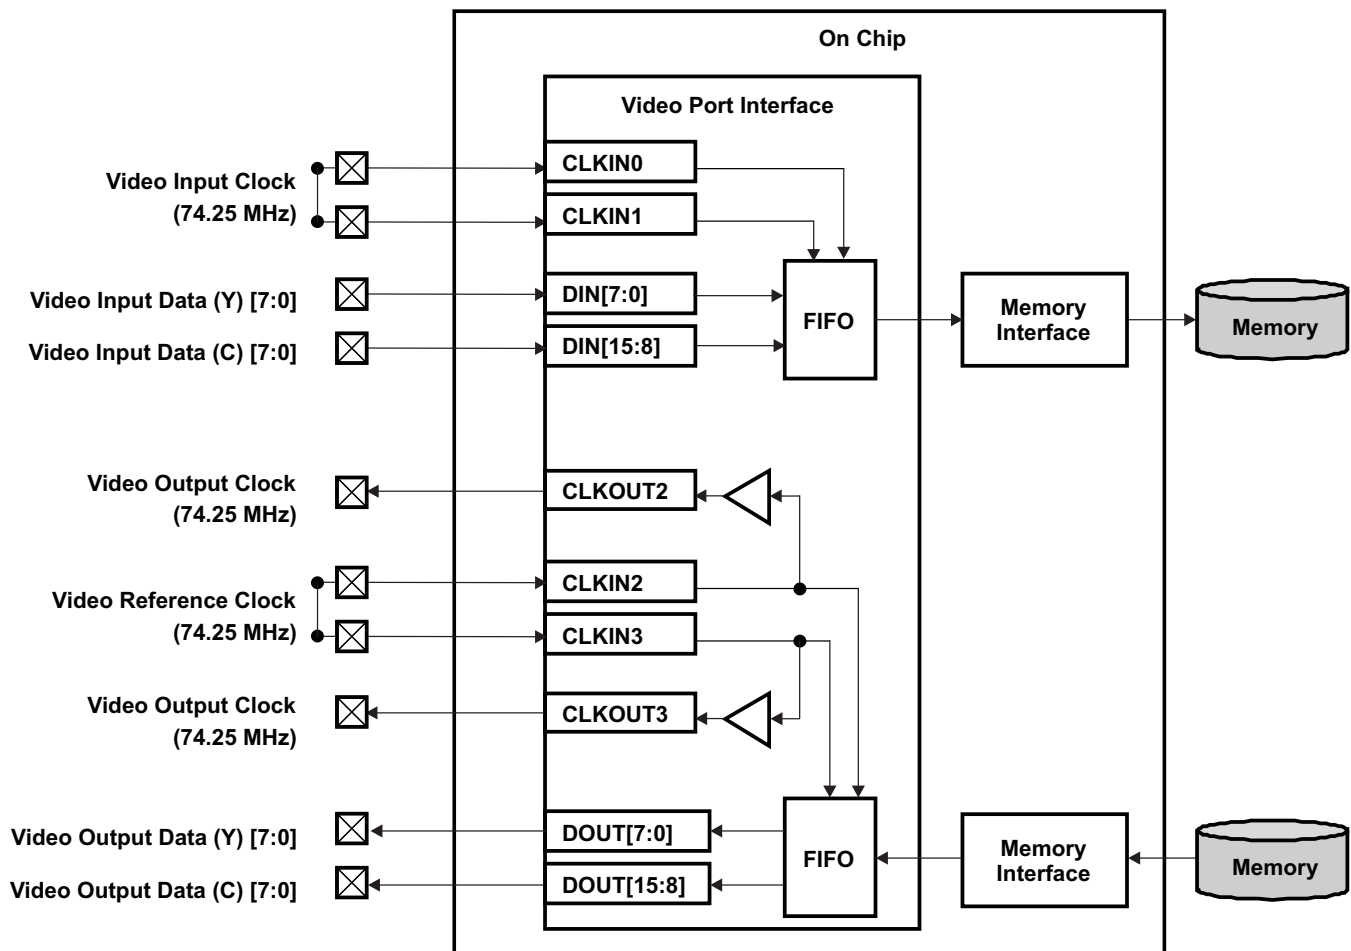 On Chip
Video Port Interface
Video Input Clock
(74.25 MHz)
CLKIN0
CLKIN1
Video Input Data (Y) [7:0]
DIN[7:0]
Video Input Data (C) [7:0]
DIN[15:8]
FIFO
Memory
Interface
Memory
Video Output Clock
(74.25 MHz)
CLKOUT2
Video Reference Clock
(74.25 MHz)
CLKIN2
CLKIN3
Video Output Clock
(74.25 MHz)
CLKOUT3
Video Output Data (Y) [7:0]
DOUT[7:0]
Video Output Data (C) [7:0]
DOUT[15:8]
FIFO
Memory
Interface
Memory